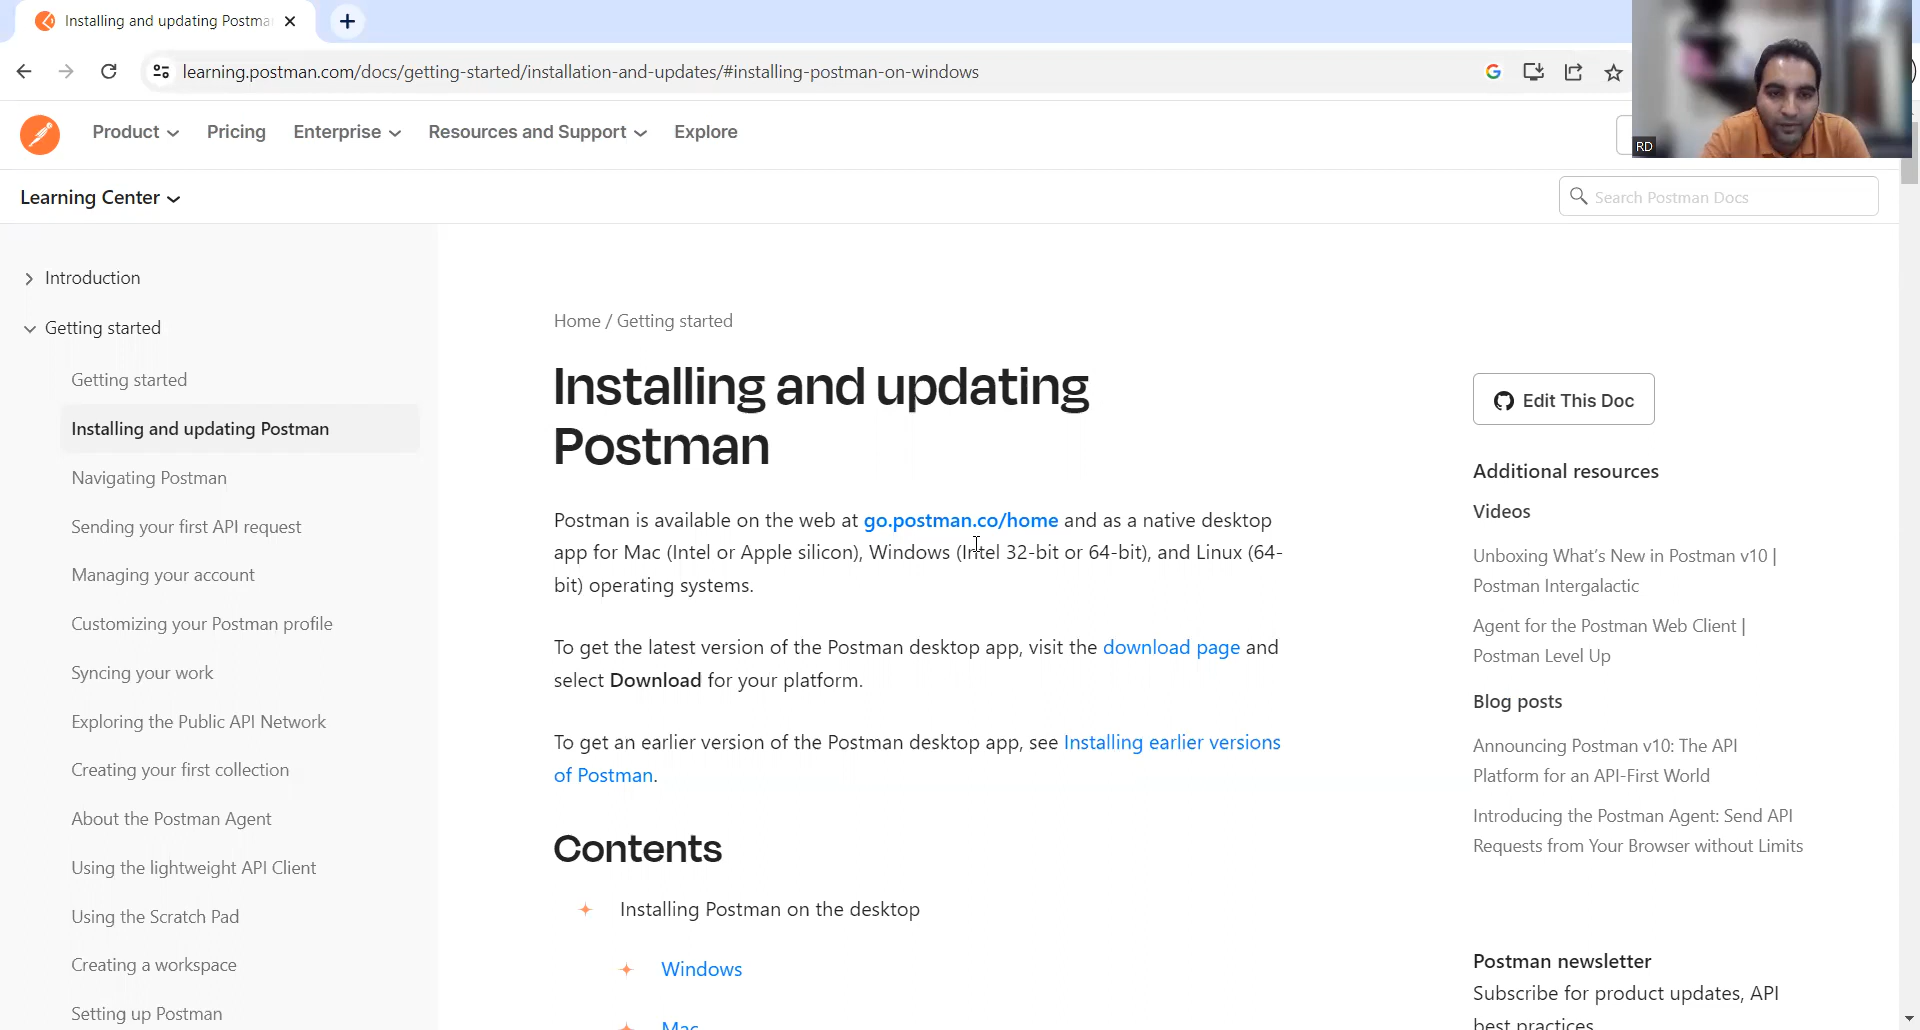 Installing and updating Postma
learning.postman.com/docs/getting-started/installation-and-updates/#installing-postman-on-windows
Product
Pricing
Enterprise
Resources and Support
Explore
RD
Learning Center
Search Postman Docs
Introduction
Getting started
Getting started
Installing and updating Postman
Navigating Postman
Sending your first API request
Managing your account
Customizing your Postman profile
Syncing your work
Exploring the Public API Network
Creating your first collection
About the Postman Agent
Using the lightweight API Client
Using the Scratch Pad
Creating a workspace
Setting up Postman
Home / Getting started
Installing and updating
Postman
Postman is available on the web at go.postman.co/home and as a native desktop
app for Mac (Intel or Apple silicon), Windows (Intel 32-bit or 64-bit), and Linux (64-
bit) operating systems.
To get the latest version of the Postman desktop app, visit the download page and
select Download for your platform.
To get an earlier version of the Postman desktop app, see Installing earlier versions
of Postman.
Contents
Installing Postman on the desktop
Windows
Mac
Edit This Doc
Additional resources
Videos
Unboxing What's New in Postman v10 |
Postman Intergalactic
Agent for the Postman Web Client |
Postman Level Up
Blog posts
Announcing Postman v10: The API
Platform for an API-First World
Introducing the Postman Agent: Send API
Requests from Your Browser without Limits
Postman newsletter
Subscribe for product updates, API
best practices